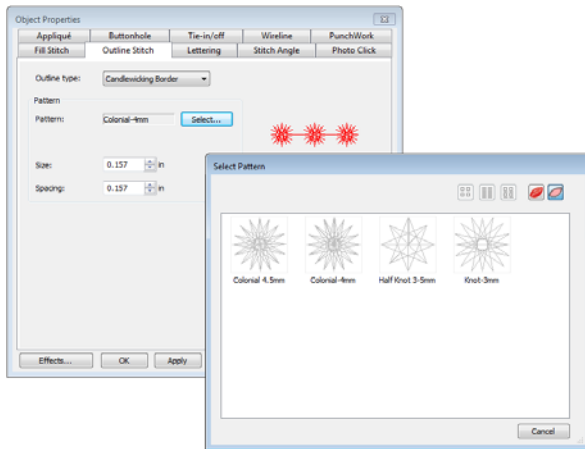 Object Properties
Appliqué
Buttonhole
Tie-in/off
Wireline
PunchWork
Fill Stitch
Outline Stitch
Lettering
Stitch Angle
Photo Click
Outline type:
Candlewicking Border
Pattern
Pattern:
Colonial-4mm
Select...
Size:
0.157
in
Spacing:
0.157
in
Effects...
OK
Apply
Select Pattern
Colonial 4.5mm
Colonial-4mm
Half Knot 3-5mm
Knot-3mm
Cancel